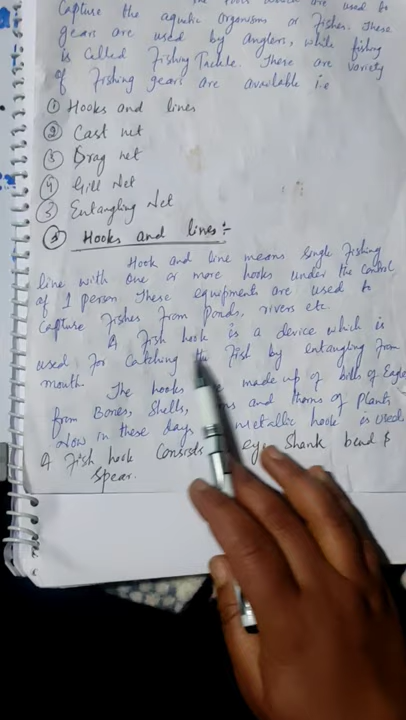 the tools which are used to
Capture the aquatic organisms or Fishes. These
gears are used by anglers, while fishing
is called Fishing Tackle. These are variety
of Fishing gears are available i.e
① Hooks and lines
② Cast net
③ Drag net
④ Gill Net
⑤ Entangling Net
Hooks and lines:-
Hook and line means single fishing
line with one or more hooks under the control
of 1 person These equipments are used to
Capture Fishes from Ponds, rivers etc.
A Fish hook is a device which is
used for catching the Fish by entangling from
mouth.
The hooks made up of bills of Eagle
from Bones, Shells, and thorns of Plants
Now in these days metallic hook is used.
A Fish hook Consists eye, Shank bend &
Spear.